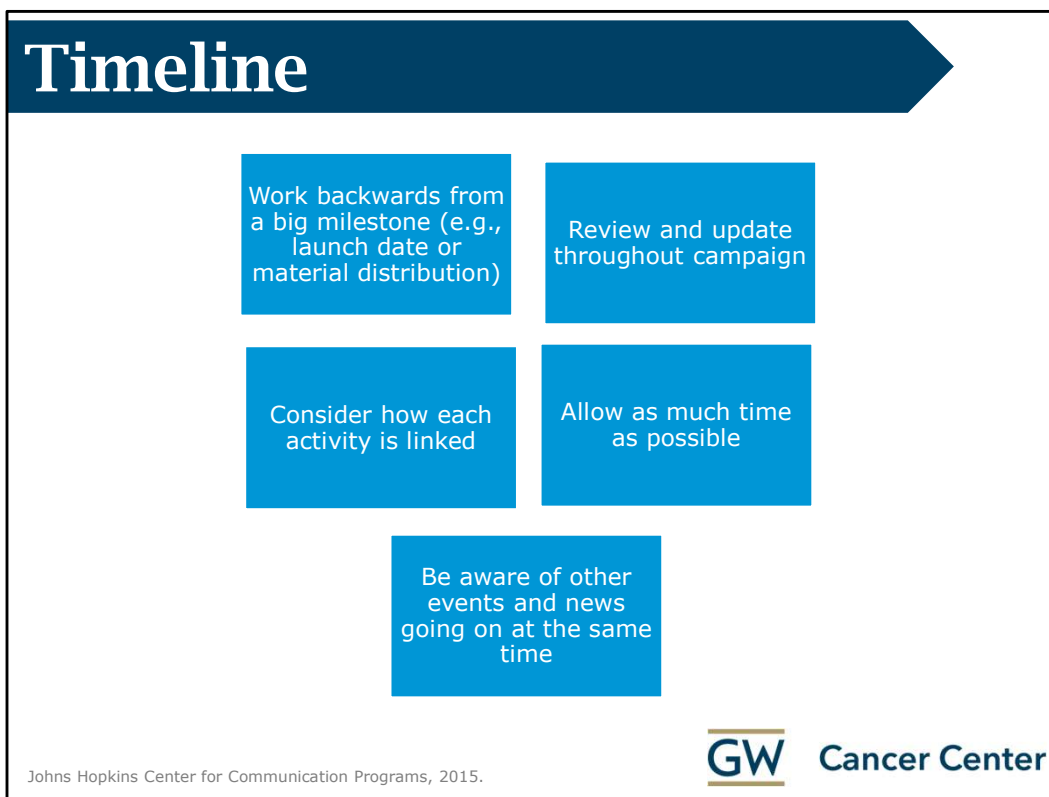 Timeline
Work backwards from
a big milestone (e.g.,
launch date or
material distribution)
Review and update
throughout campaign
Consider how each
activity is linked
Allow as much time
as possible
Be aware of other
events and news
going on at the same
time
Johns Hopkins Center for Communication Programs, 2015.
GW Cancer Center